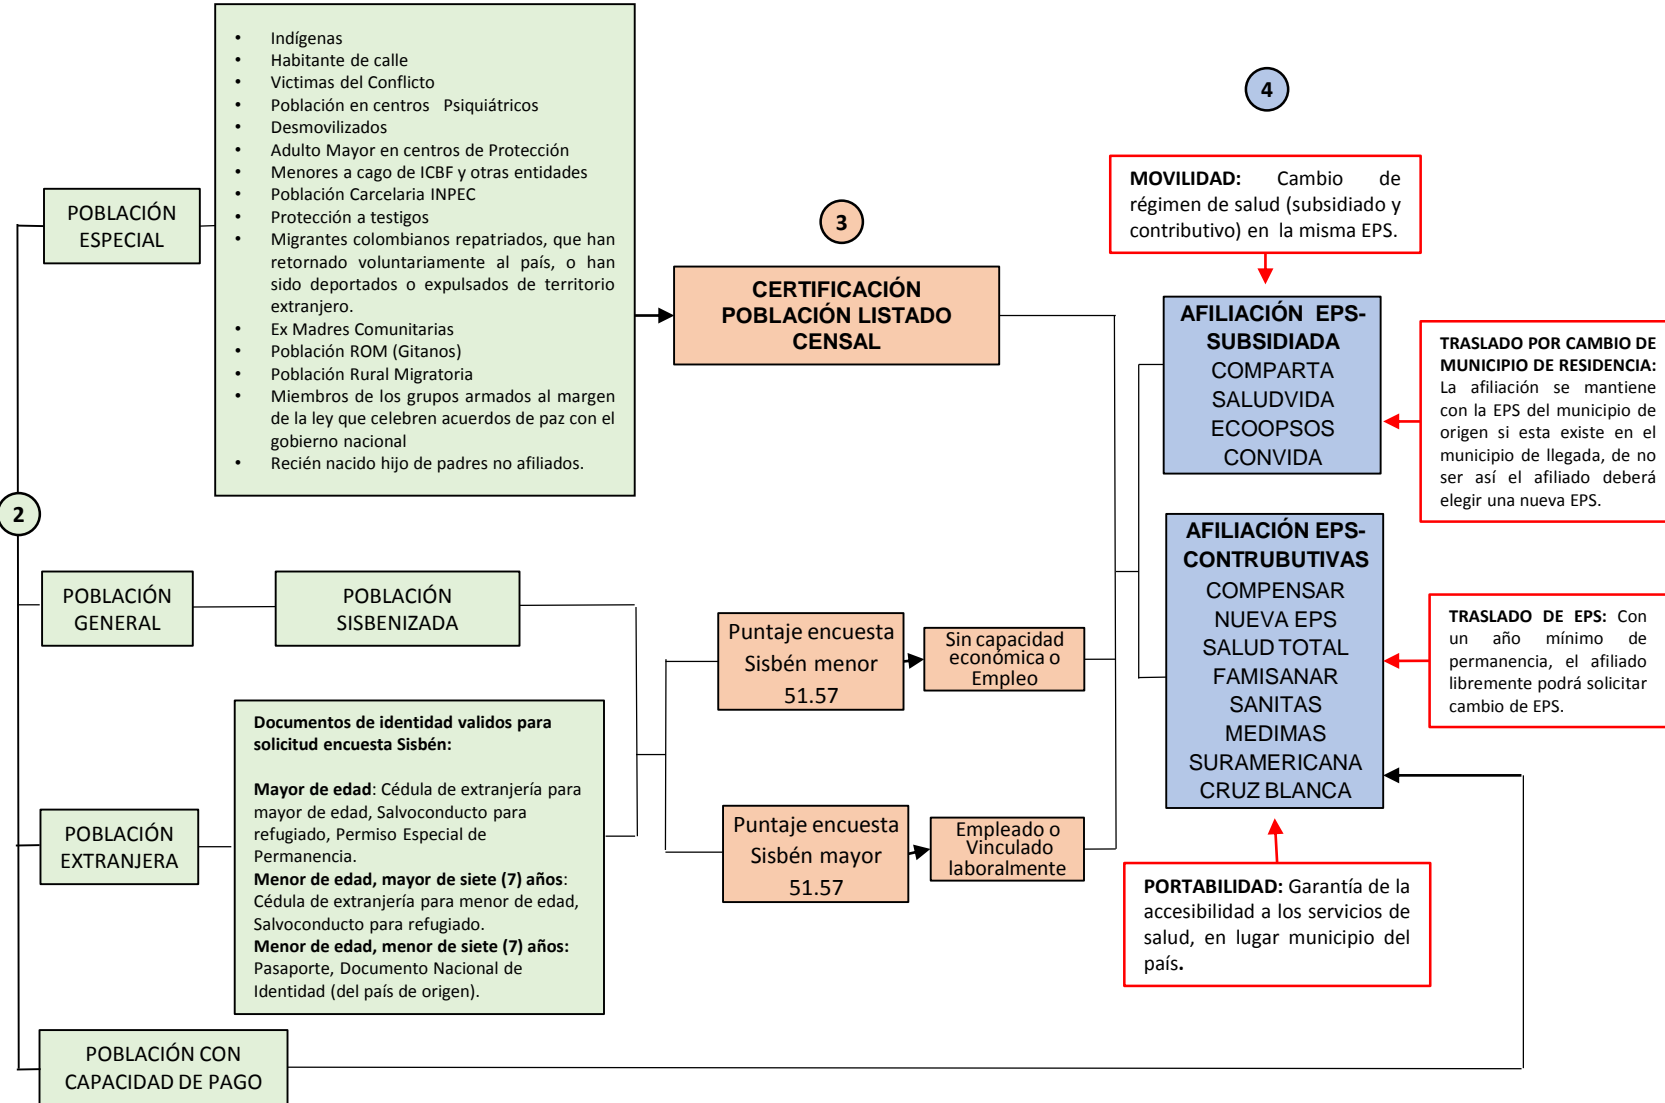 2
POBLACIÓN
ESPECIAL
• Indígenas
• Habitante de calle
• Victimas del Conflicto
• Población en centros Psiquiátricos
• Desmovilizados
• Adulto Mayor en centros de Protección
• Menores a cago de ICBF y otras entidades
• Población Carcelaria INPEC
• Protección a testigos
• Migrantes colombianos repatriados, que han
retornado voluntariamente al país, o han
sido deportados o expulsados de territorio
extranjero.
• Ex Madres Comunitarias
• Población ROM (Gitanos)
• Población Rural Migratoria
• Miembros de los grupos armados al margen
de la ley que celebren acuerdos de paz con el
gobierno nacional
• Recién nacido hijo de padres no afiliados.
POBLACIÓN
GENERAL
POBLACIÓN
SISBENIZADA
POBLACIÓN
EXTRANJERA
Documentos de identidad validos para
solicitud encuesta Sisbén:
Mayor de edad: Cédula de extranjería para
mayor de edad, Salvoconducto para
refugiado, Permiso Especial de
Permanencia.
Menor de edad, mayor de siete (7) años:
Cédula de extranjería para menor de edad,
Salvoconducto para refugiado.
Menor de edad, menor de siete (7) años:
Pasaporte, Documento Nacional de
Identidad (del país de origen).
POBLACIÓN CON
CAPACIDAD DE PAGO
3
CERTIFICACIÓN
POBLACIÓN LISTADO
CENSAL
Puntaje encuesta
Sisbén menor
51.57
Sin capacidad
económica o
Empleo
Puntaje encuesta
Sisbén mayor
51.57
Empleado o
Vinculado
laboralmente
4
MOVILIDAD: Cambio de
régimen de salud (subsidiado y
contributivo) en la misma EPS.
AFILIACIÓN EPS-
SUBSIDIADA
COMPARTA
SALUDVIDA
ECOOPSOS
CONVIDA
TRASLADO POR CAMBIO DE
MUNICIPIO DE RESIDENCIA:
La afiliación se mantiene
con la EPS del municipio de
origen si esta existe en el
municipio de llegada, de no
ser así el afiliado deberá
elegir una nueva EPS.
AFILIACIÓN EPS-
CONTRUBUTIVAS
COMPENSAR
NUEVA EPS
SALUD TOTAL
FAMISANAR
SANITAS
MEDIMAS
SURAMERICANA
CRUZ BLANCA
TRASLADO DE EPS: Con
un año mínimo de
permanencia, el afiliado
libremente podrá solicitar
cambio de EPS.
PORTABILIDAD: Garantía de la
accesibilidad a los servicios de
salud, en lugar municipio del
país.